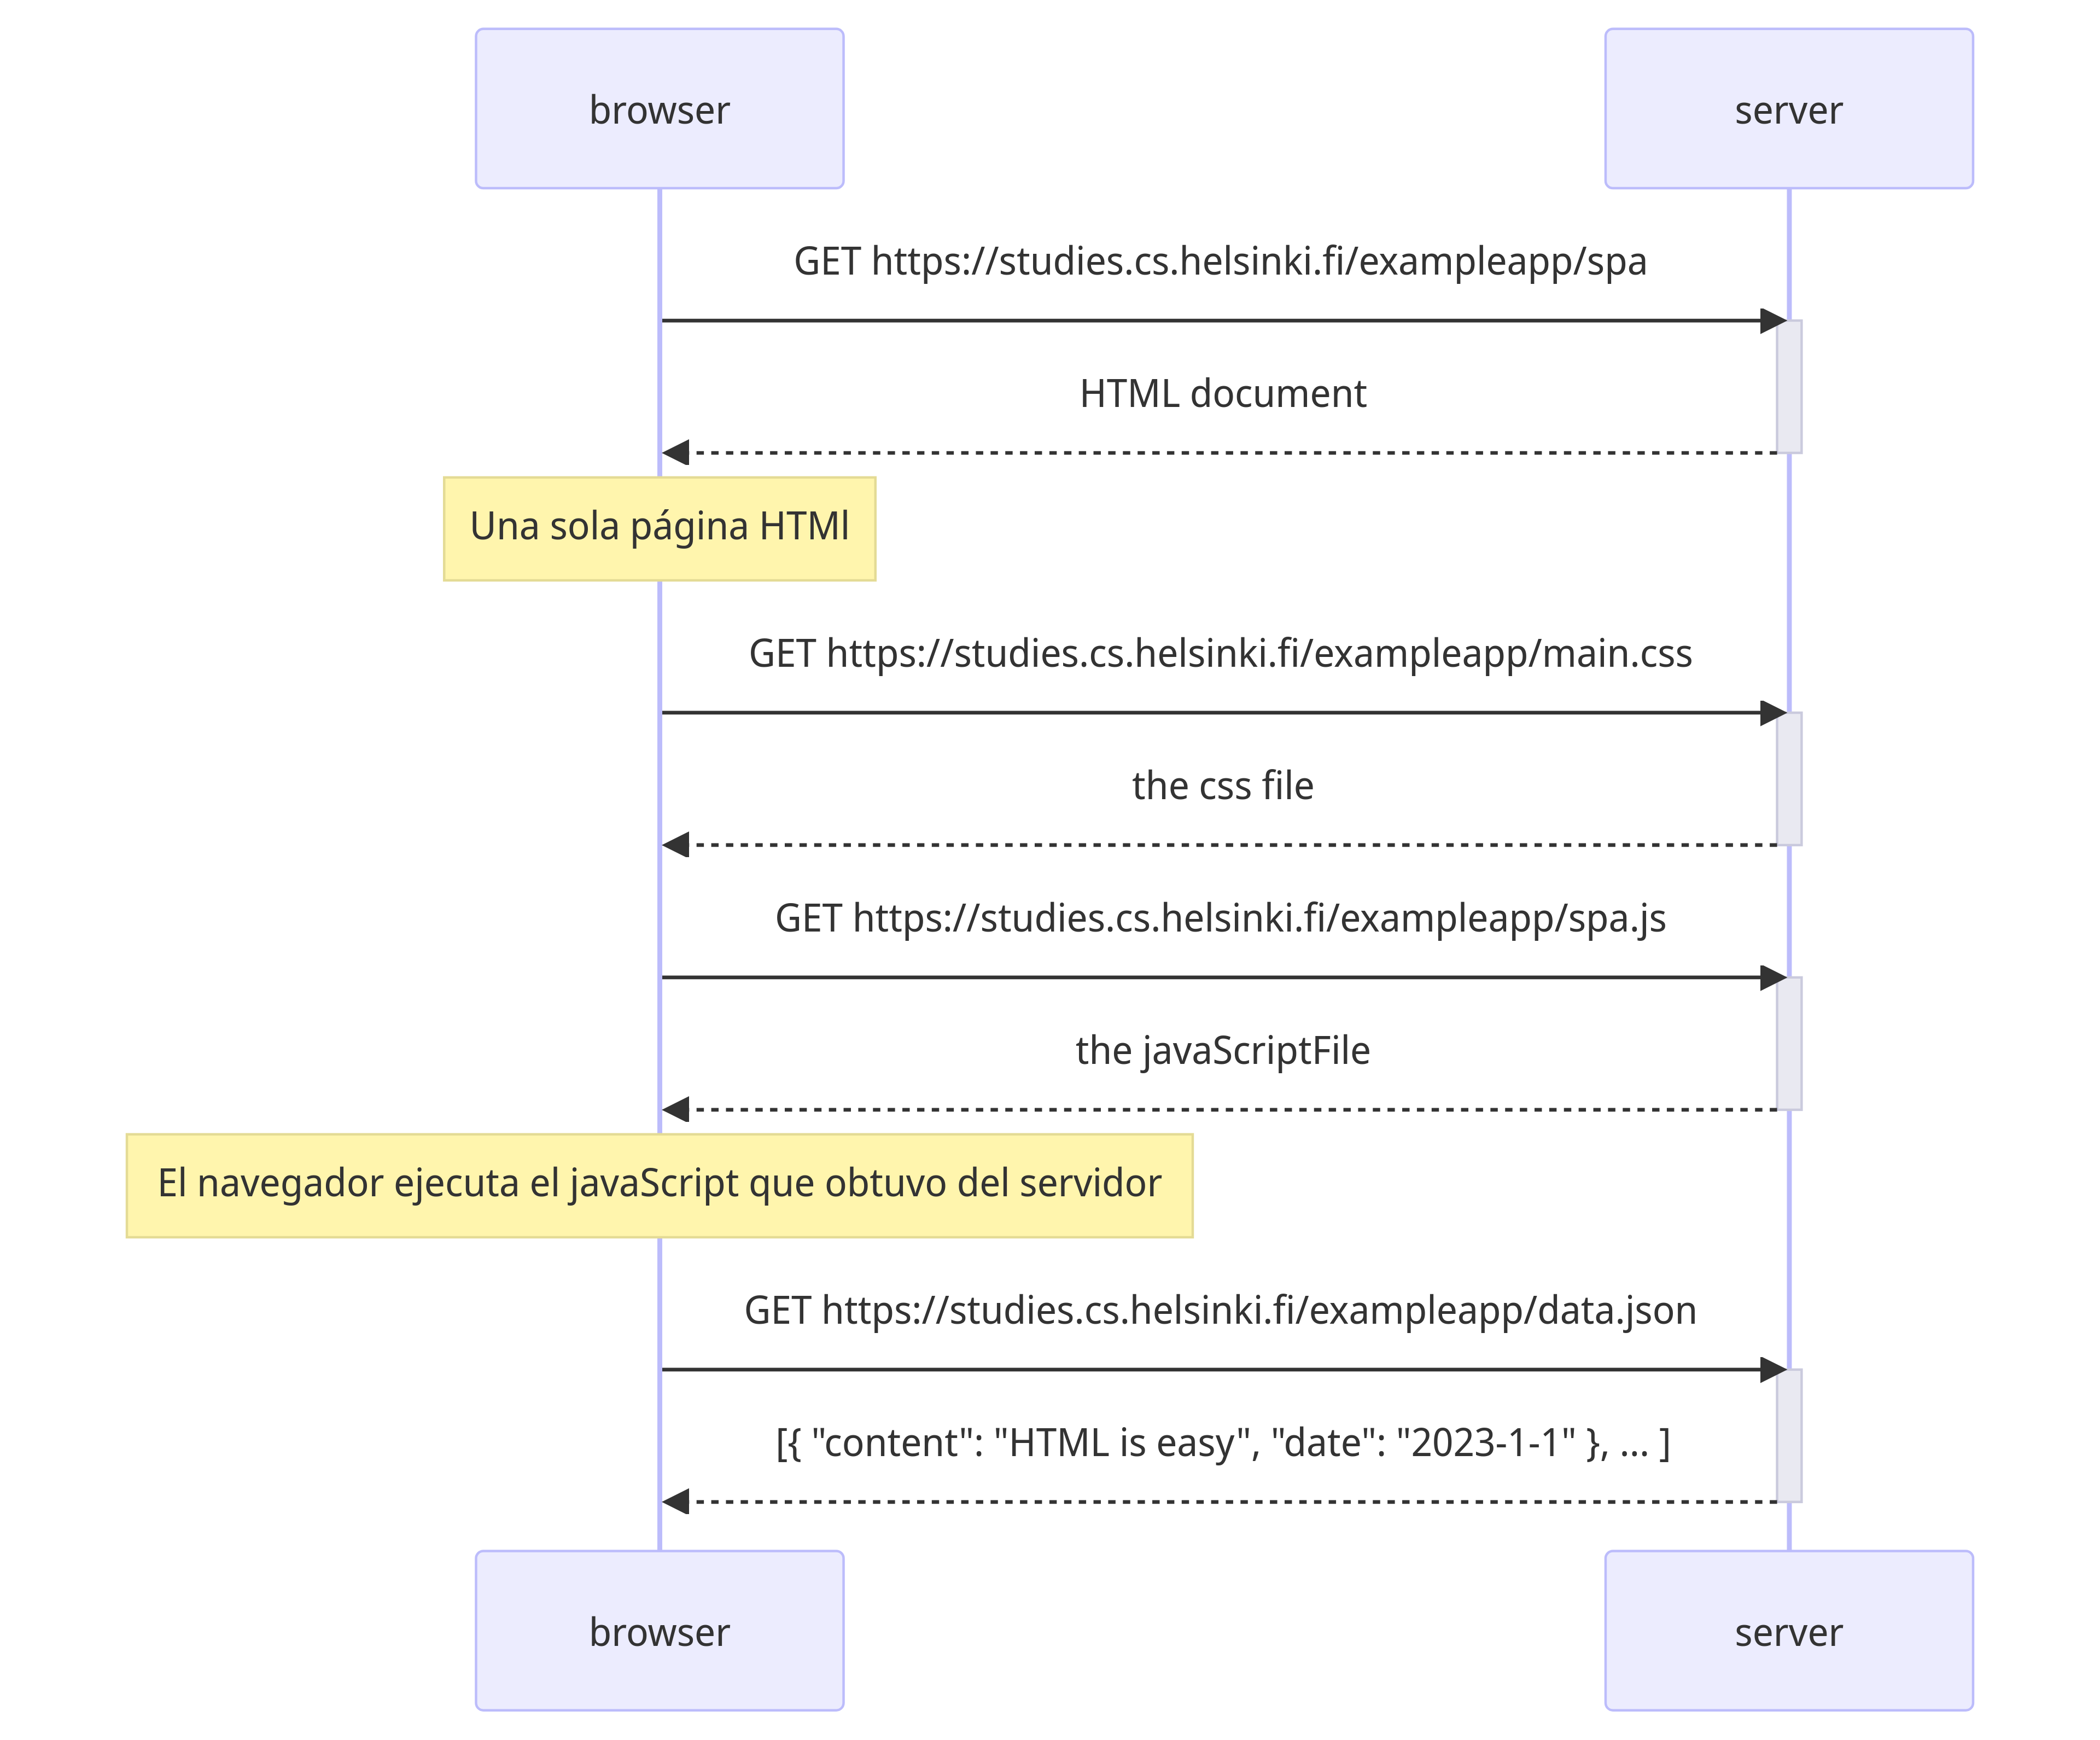 browser
server
GET https://studies.cs.helsinki.fi/exampleapp/spa
HTML document
Una sola página HTMl
GET https://studies.cs.helsinki.fi/exampleapp/main.css
the css file
GET https://studies.cs.helsinki.fi/exampleapp/spa.js
the javaScriptFile
El navegador ejecuta el javaScript que obtuvo del servidor
GET https://studies.cs.helsinki.fi/exampleapp/data.json
[{ "content": "HTML is easy", "date": "2023-1-1" }, ... ]
browser
server